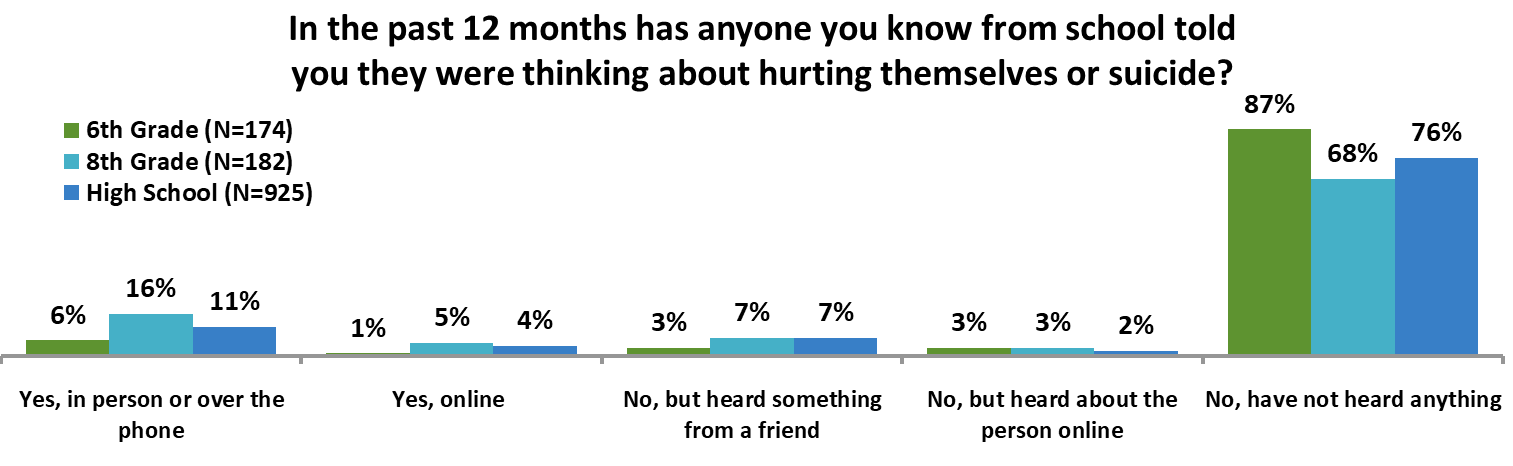 In the past 12 months has anyone you know from school told
you they were thinking about hurting themselves or suicide?
6th Grade (N=174)
8th Grade (N=182)
High School (N=925)
6%
16%
11%
1%
5%
4%
3%
7%
7%
3%
3%
2%
87%
68%
76%
Yes, in person or over the
phone
Yes, online
No, but heard something
from a friend
No, but heard about the
person online
No, have not heard anything